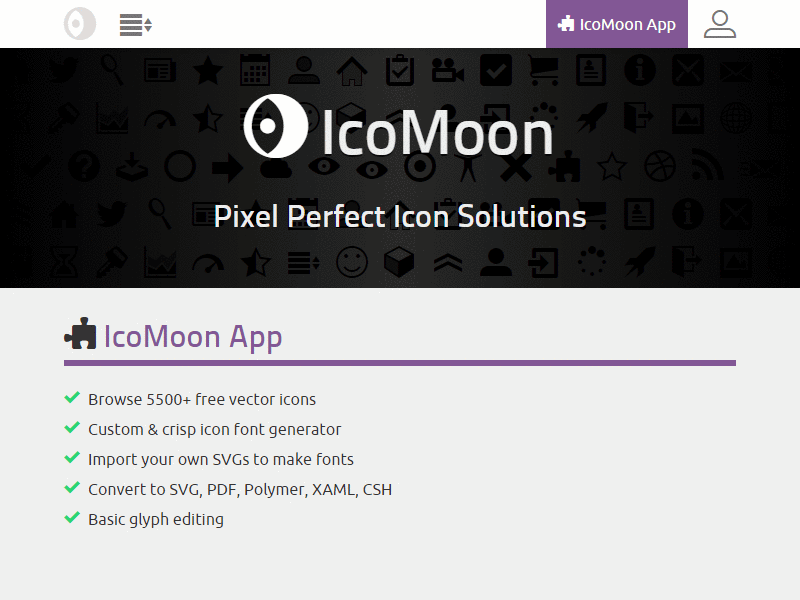 IcoMoon App
IcoMoon
Pixel Perfect Icon Solutions
IcoMoon App
Browse 5500+ free vector icons
Custom & crisp icon font generator
Import your own SVGs to make fonts
Convert to SVG, PDF, Polymer, XAML, CSH
Basic glyph editing